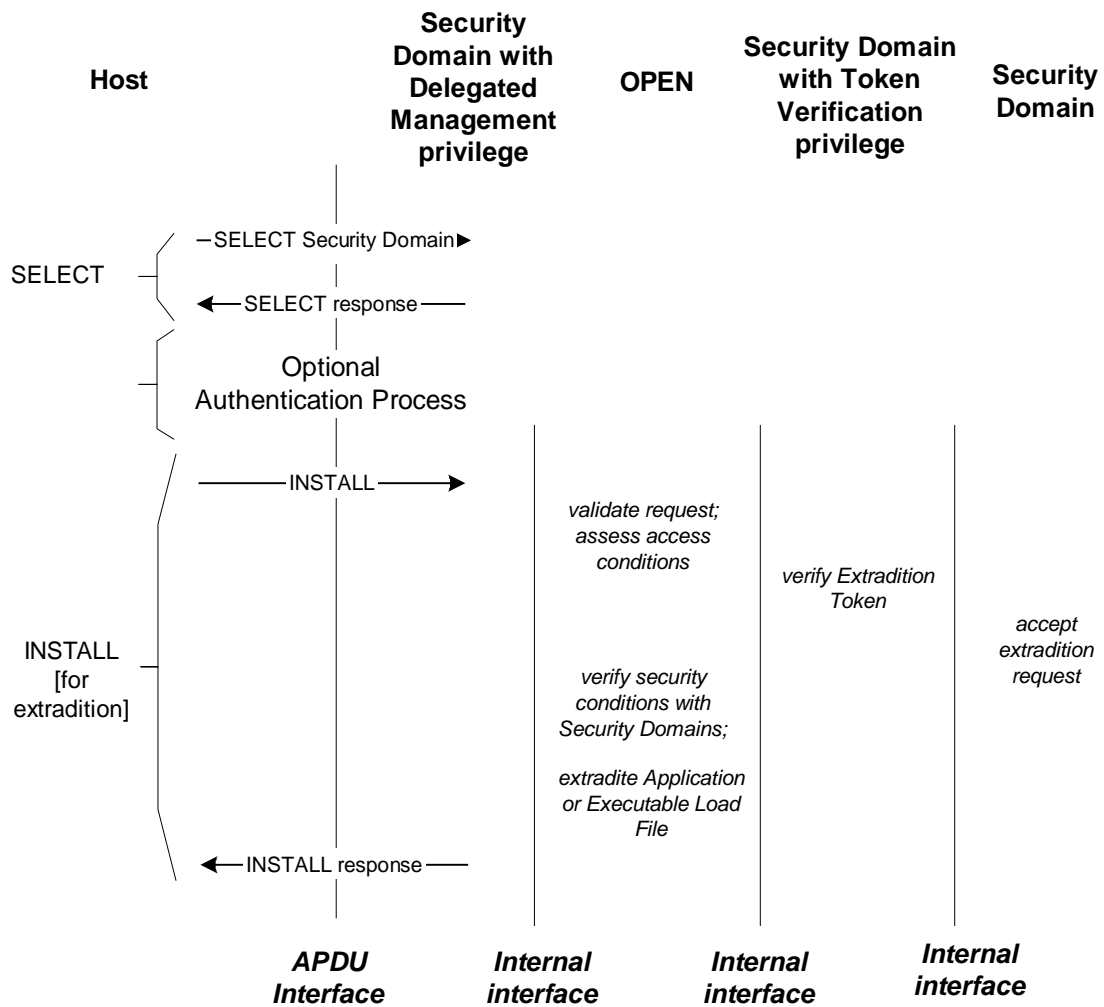 Host
Security
Domain with
Delegated
Management
privilege
OPEN
Security Domain
with Token
Verification
privilege
Security
Domain
SELECT
SELECT Security Domain
SELECT response
Optional
Authentication Process
INSTALL
[for
extradition]
INSTALL
validate request;
assess access
conditions
verify Extradition
Token
accept
extradition
request
verify security
conditions with
Security Domains;
extradite Application
or Executable Load
File
INSTALL response
APDU
Interface
Internal
interface
Internal
interface
Internal
interface